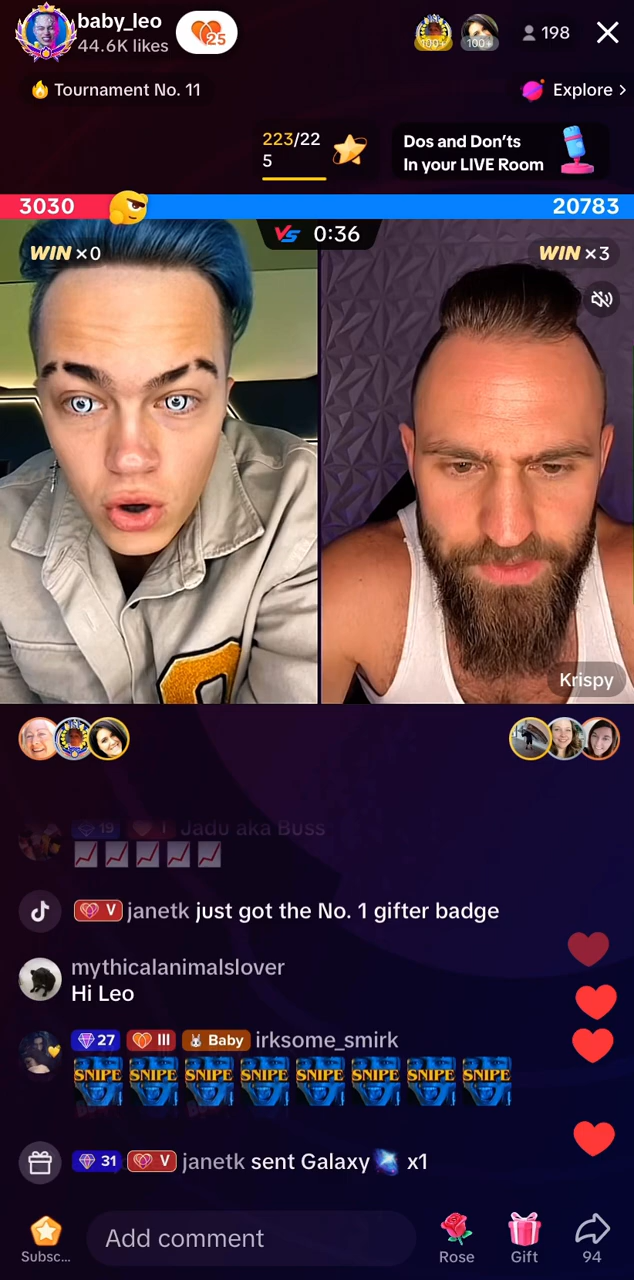 baby_leo
44.6K likes
25
100+
100+
198
Tournament No. 11
Explore >
223/22
5
Dos and Don'ts
In your LIVE Room
3030
20783
VS 0:36
WIN ×0
WIN ×3
Krispy
19 I Jadu aka Buss
V janetk just got the No. 1 gifter badge
mythicalanimalslover
Hi Leo
27 III Baby irksome_smirk
SNIPE SNIPE SNIPE SNIPE SNIPE SNIPE SNIPE SNIPE
31 V janetk sent Galaxy x1
Add comment
Subsc...
Rose
Gift
94